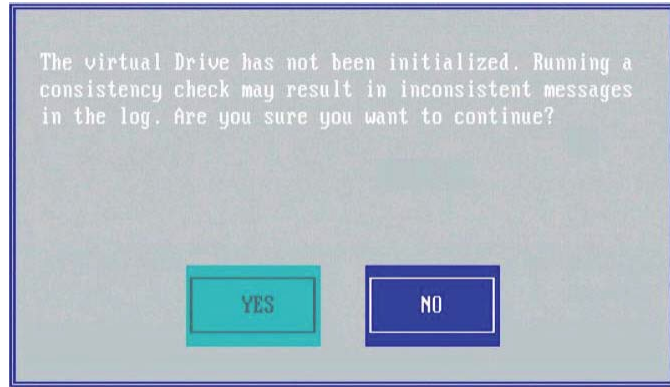 The virtual Drive has not been initialized. Running a
consistency check may result in inconsistent messages
in the log. Are you sure you want to continue?
YES
NO